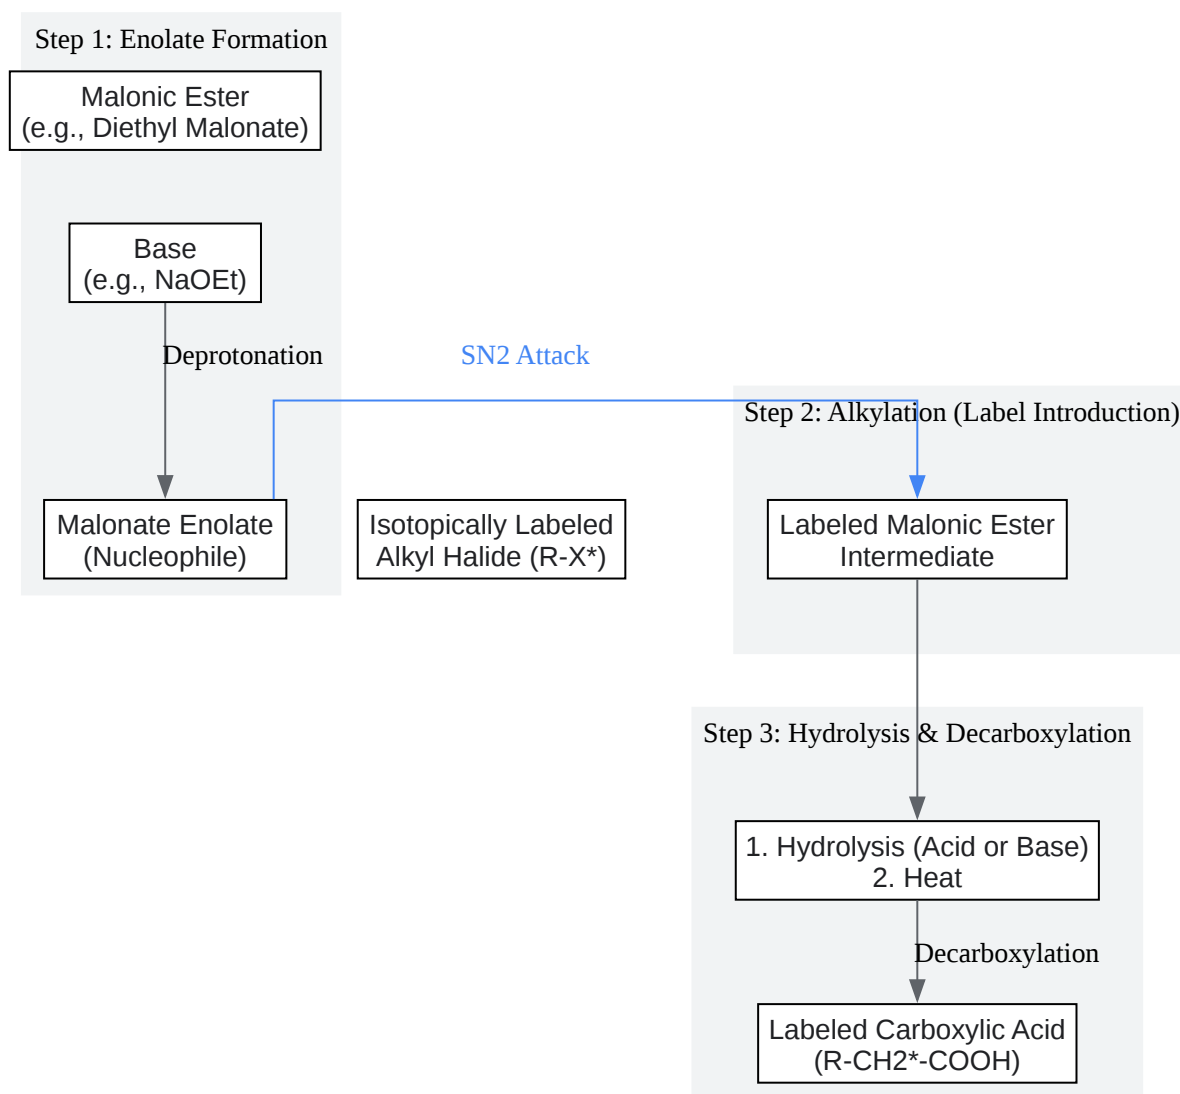 Step 1: Enolate Formation
Malonic Ester
(e.g., Diethyl Malonate)
Base
(e.g., NaOEt)
Deprotonation
SN2 Attack
Malonate Enolate
(Nucleophile)
Isotopically Labeled
Alkyl Halide (R-X*)
Step 2: Alkylation (Label Introduction)
Labeled Malonic Ester
Intermediate
Step 3: Hydrolysis & Decarboxylation
1. Hydrolysis (Acid or Base)
2. Heat
Decarboxylation
Labeled Carboxylic Acid
(R-CH2*-COOH)